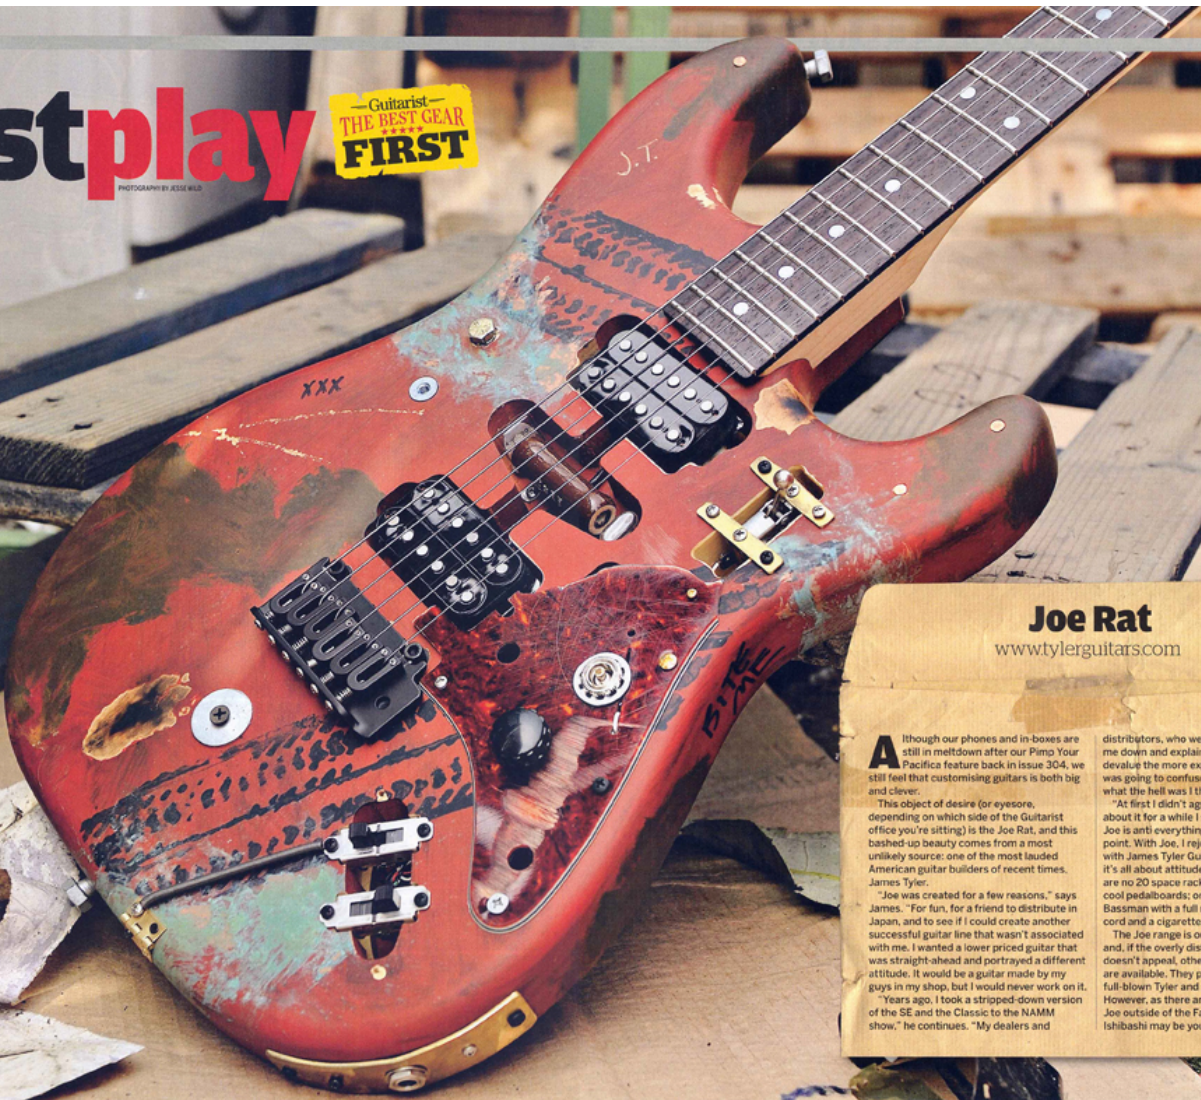 stplay
PHOTOGRAPHY BY JESSE WILD
Guitarist
THE BEST GEAR
FIRST
J.T.
XXX
BITE
ME
Joe Rat
www.tylerguitars.com
Although our phones and in-boxes are
still in meltdown after our Pimp Your
Pacifica feature back in issue 304, we
still feel that customising guitars is both big
and clever.
This object of desire (or eyesore,
depending on which side of the Guitarist
office you're sitting) is the Joe Rat, and this
bashed-up beauty comes from a most
unlikely source: one of the most lauded
American guitar builders of recent times,
James Tyler.
"Joe was created for a few reasons," says
James. "For fun, for a friend to distribute in
Japan, and to see if I could create another
successful guitar line that wasn't associated
with me. I wanted a lower priced guitar that
was straight-ahead and portrayed a different
attitude. It would be a guitar made by my
guys in my shop, but I would never work on it.
"Years ago, I took a stripped-down version
of the SE and the Classic to the NAMM
show," he continues. "My dealers and
distributors, who we
me down and explai
devalue the more ex
was going to confus
what the hell was I t
"At first I didn't ag
about it for a while I
Joe is anti everythin
point. With Joe, I rej
with James Tyler Gu
it's all about attitude
are no 20 space rac
cool pedalboards; o
Bassman with a full
cord and a cigarette
The Joe range is o
and, if the overly dis
doesn't appeal, othe
are available. They p
full-blown Tyler and
However, as there a
Joe outside of the Fa
Ishibashi may be yo